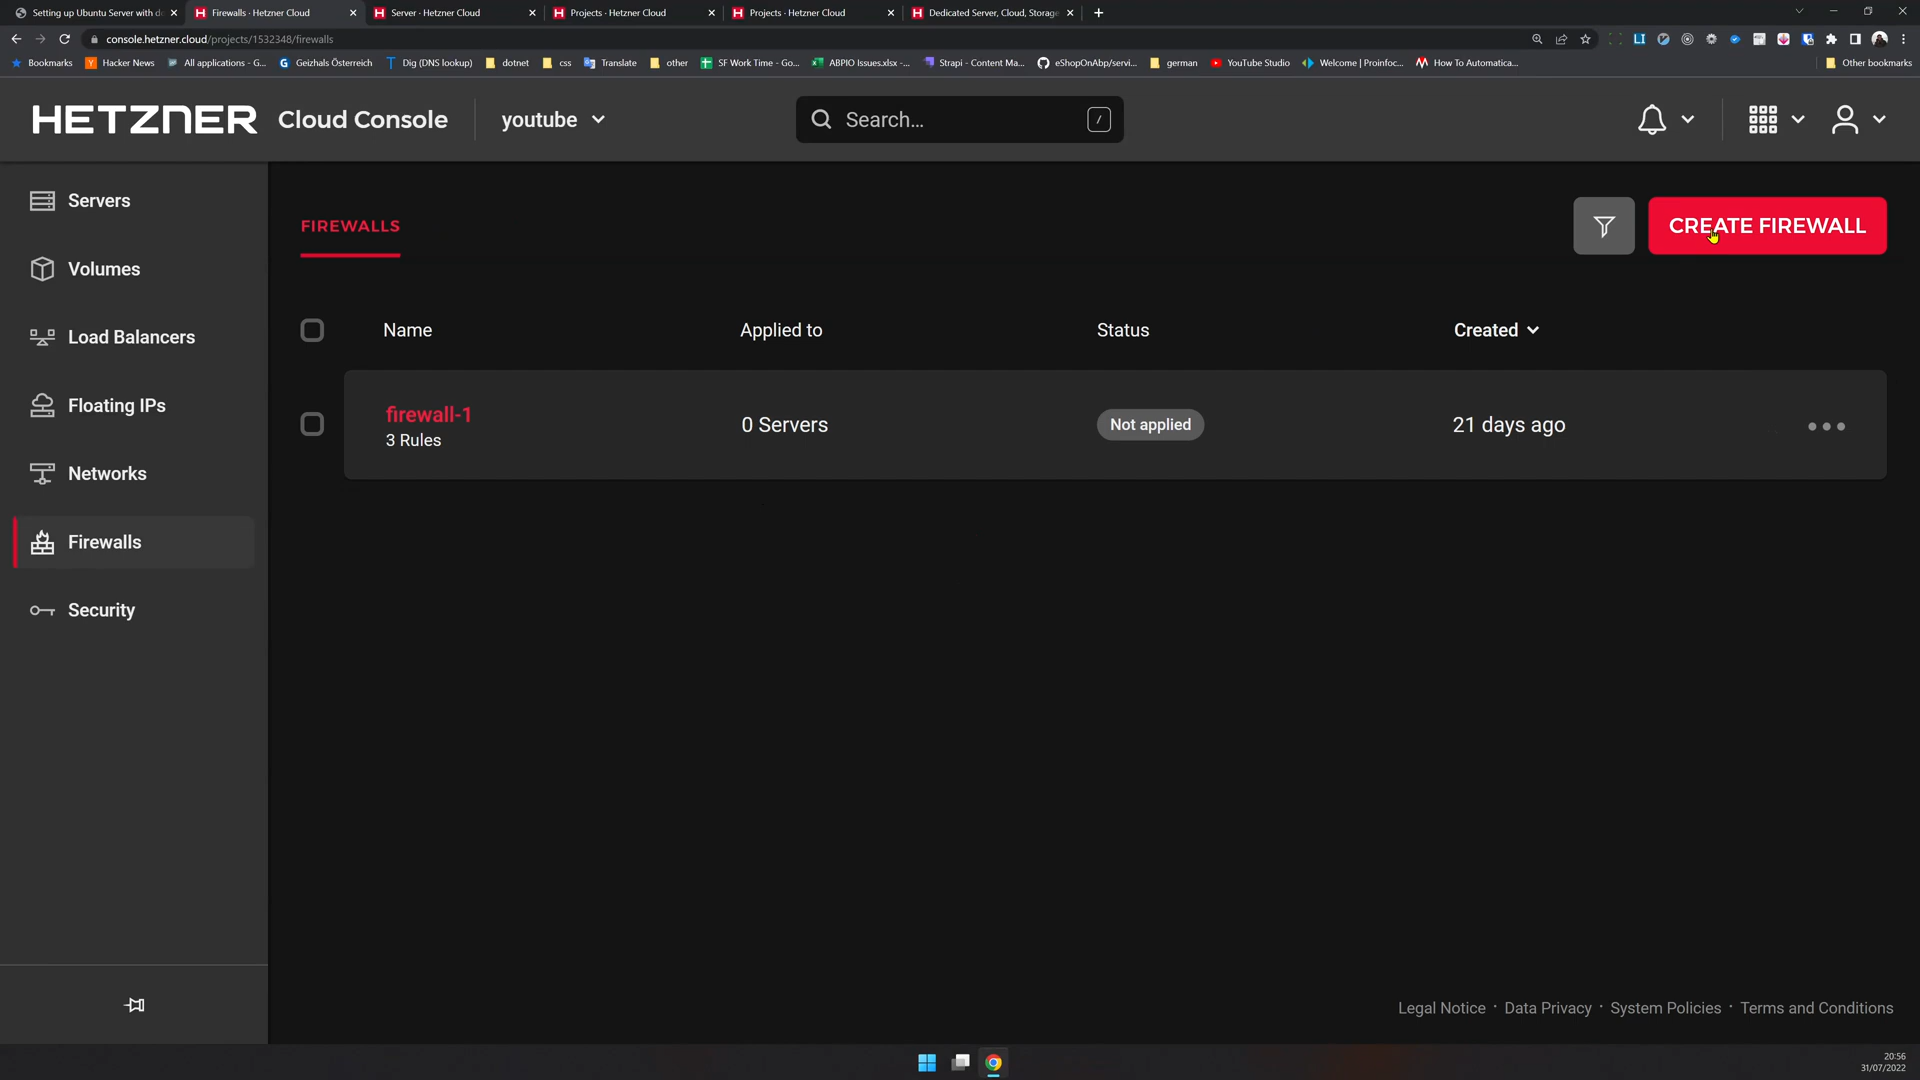 Setting up Ubuntu Server with d
Firewalls · Hetzner Cloud
Server · Hetzner Cloud
Projects · Hetzner Cloud
Projects · Hetzner Cloud
Dedicated Server, Cloud, Storage
console.hetzner.cloud/projects/1532348/firewalls
Bookmarks
Hacker News
All applications - G...
Geizhals Österreich
Dig (DNS lookup)
dotnet
css
Translate
other
SF Work Time - Go...
ABPIO Issues.xlsx -...
Strapi - Content Ma...
eShopOnAbp/servi...
german
YouTube Studio
Welcome | Proinfoc...
How To Automatica...
Other bookmarks
HETZNER Cloud Console
youtube
Search...
/
Servers
Volumes
Load Balancers
Floating IPs
Networks
Firewalls
Security
FIREWALLS
CREATE FIREWALL
Name Applied to Status Created
firewall-1
3 Rules
0 Servers
Not applied
21 days ago
Legal Notice · Data Privacy · System Policies · Terms and Conditions
20:56
31/07/2022